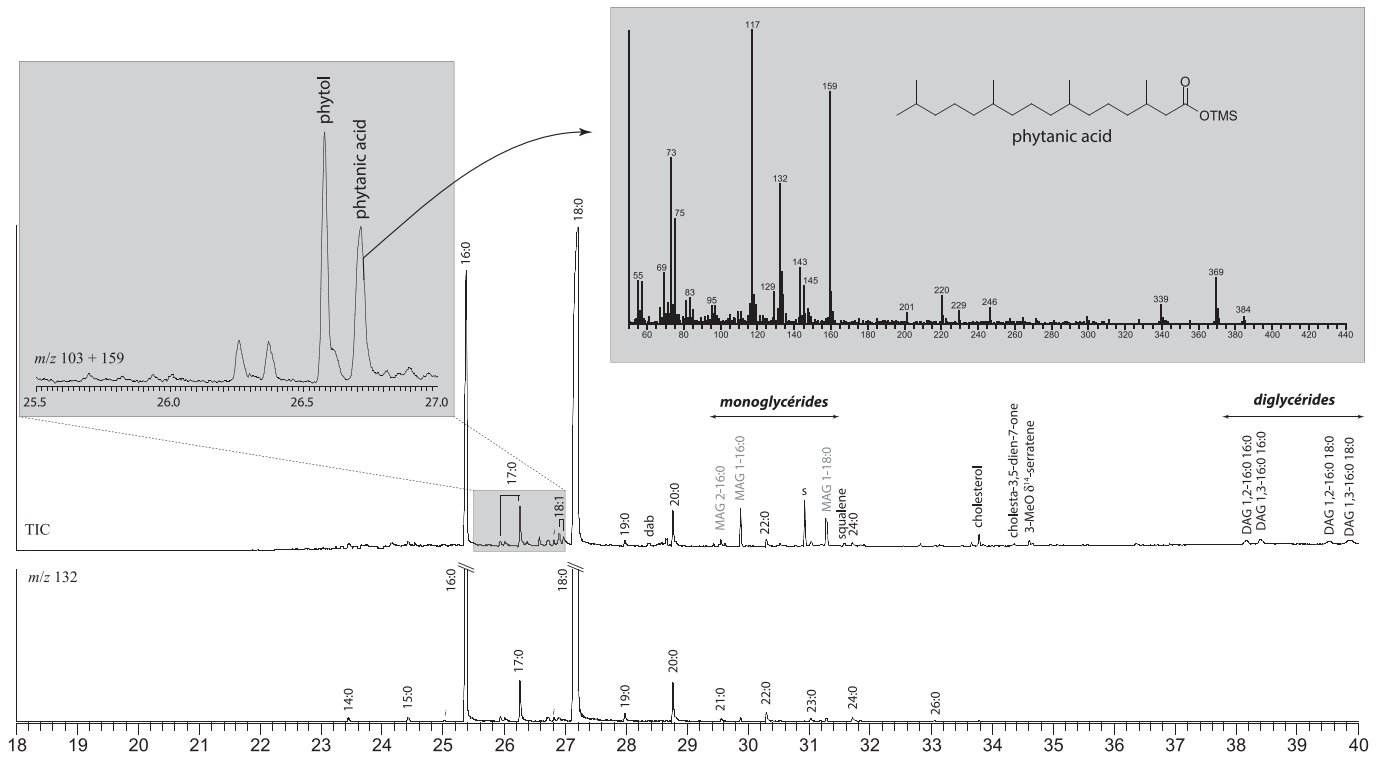 phytol
phytanic acid
m/z 103 + 159
25.5 26.0 26.5 27.0
117
159
73
132
75
143
145
69
55
129
83
95
201
220
229
246
339
369
384
O
OTMS
phytanic acid
60 80 100 120 140 160 180 200 220 240 260 280 300 320 340 360 380 400 420 440
16:0
18:0
monoglycérides
diglycérides
TIC
17:0
18:1
19:0
dab
20:0
MAG 2-16:0
MAG 1-16:0
22:0
s
MAG 1-18:0
squalene
24:0
cholesterol
cholesta-3,5-dien-7-one
3-MeO δ¹⁴-serratene
DAG 1,2-16:0 16:0
DAG 1,3-16:0 16:0
DAG 1,2-16:0 18:0
DAG 1,3-16:0 18:0
m/z 132
14:0
15:0
16:0
17:0
18:0
19:0
20:0
21:0
22:0
23:0
24:0
26:0
18 19 20 21 22 23 24 25 26 27 28 29 30 31 32 33 34 35 36 37 38 39 40